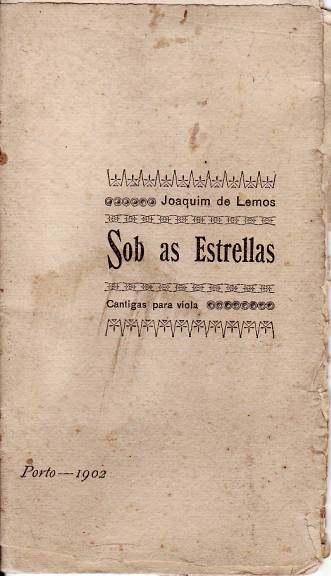 Joaquim de Lemos
Sob as Estrellas
Cantigas para viola
Porto—1902